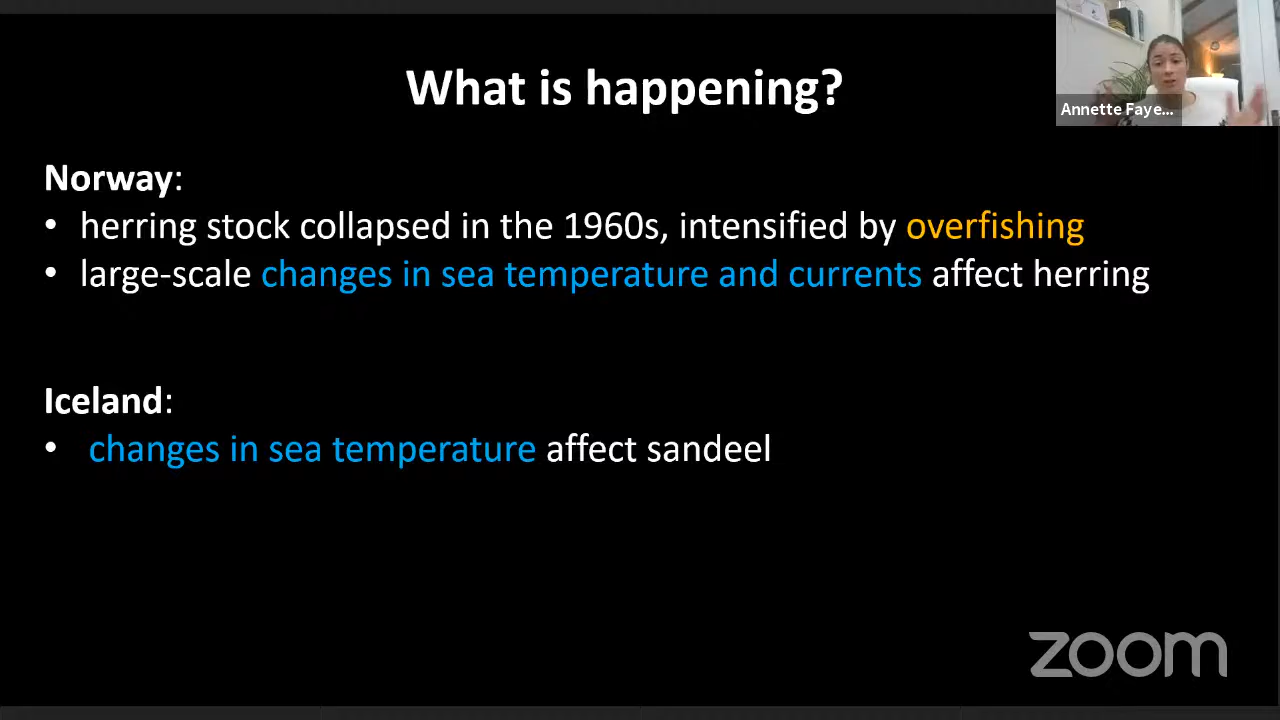 What is happening?
Annette Faye...
Norway:
• herring stock collapsed in the 1960s, intensified by overfishing
• large-scale changes in sea temperature and currents affect herring
Iceland:
• changes in sea temperature affect sandeel
zoom